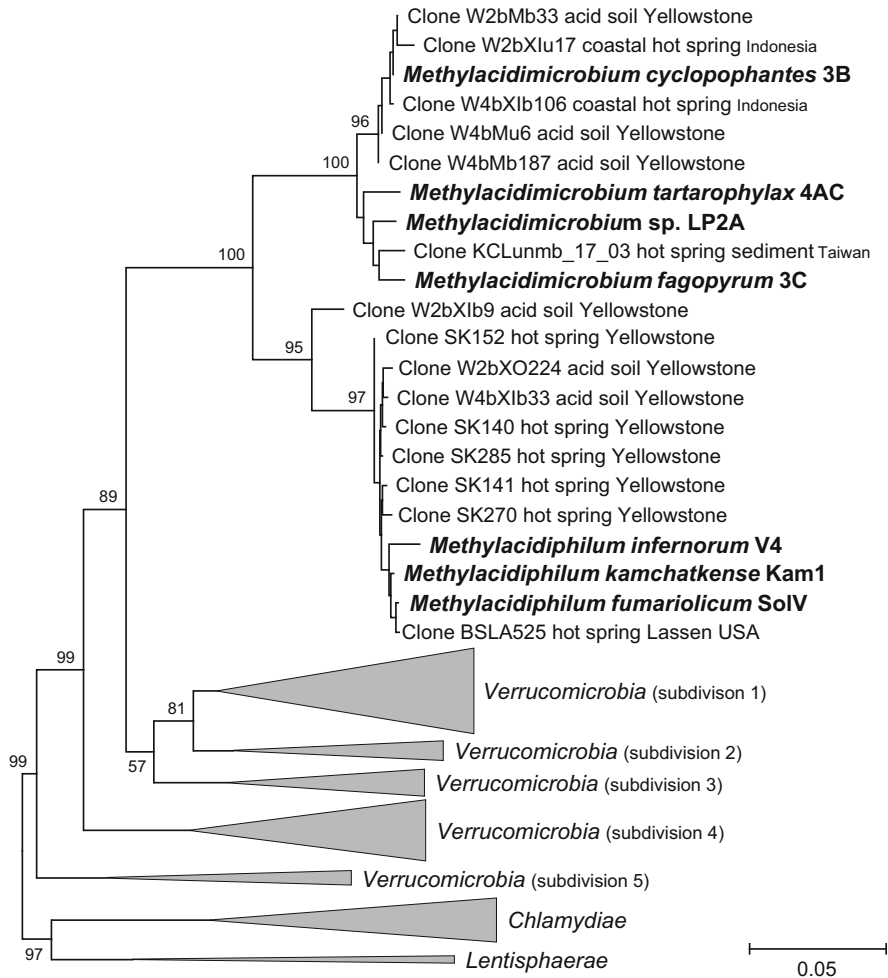 Clone W2bMb33 acid soil Yellowstone
Clone W2bXIu17 coastal hot spring Indonesia
Methylacidimicrobium cyclopophantes 3B
Clone W4bXIb106 coastal hot spring Indonesia
96
Clone W4bMu6 acid soil Yellowstone
100
Clone W4bMb187 acid soil Yellowstone
Methylacidimicrobium tartarophylax 4AC
Methylacidimicrobium sp. LP2A
100
Clone KCLunmb_17_03 hot spring sediment Taiwan
Methylacidimicrobium fagopyrum 3C
Clone W2bXIb9 acid soil Yellowstone
95
Clone SK152 hot spring Yellowstone
Clone W2bXO224 acid soil Yellowstone
97
Clone W4bXIb33 acid soil Yellowstone
Clone SK140 hot spring Yellowstone
Clone SK285 hot spring Yellowstone
Clone SK141 hot spring Yellowstone
89
Clone SK270 hot spring Yellowstone
Methylacidiphilum infernorum V4
Methylacidiphilum kamchatkense Kam1
Methylacidiphilum fumariolicum SolV
Clone BSLA525 hot spring Lassen USA
99
81
Verrucomicrobia (subdivison 1)
Verrucomicrobia (subdivision 2)
99
57
Verrucomicrobia (subdivision 3)
Verrucomicrobia (subdivision 4)
Verrucomicrobia (subdivision 5)
Chlamydiae
97
Lentisphaerae
0.05